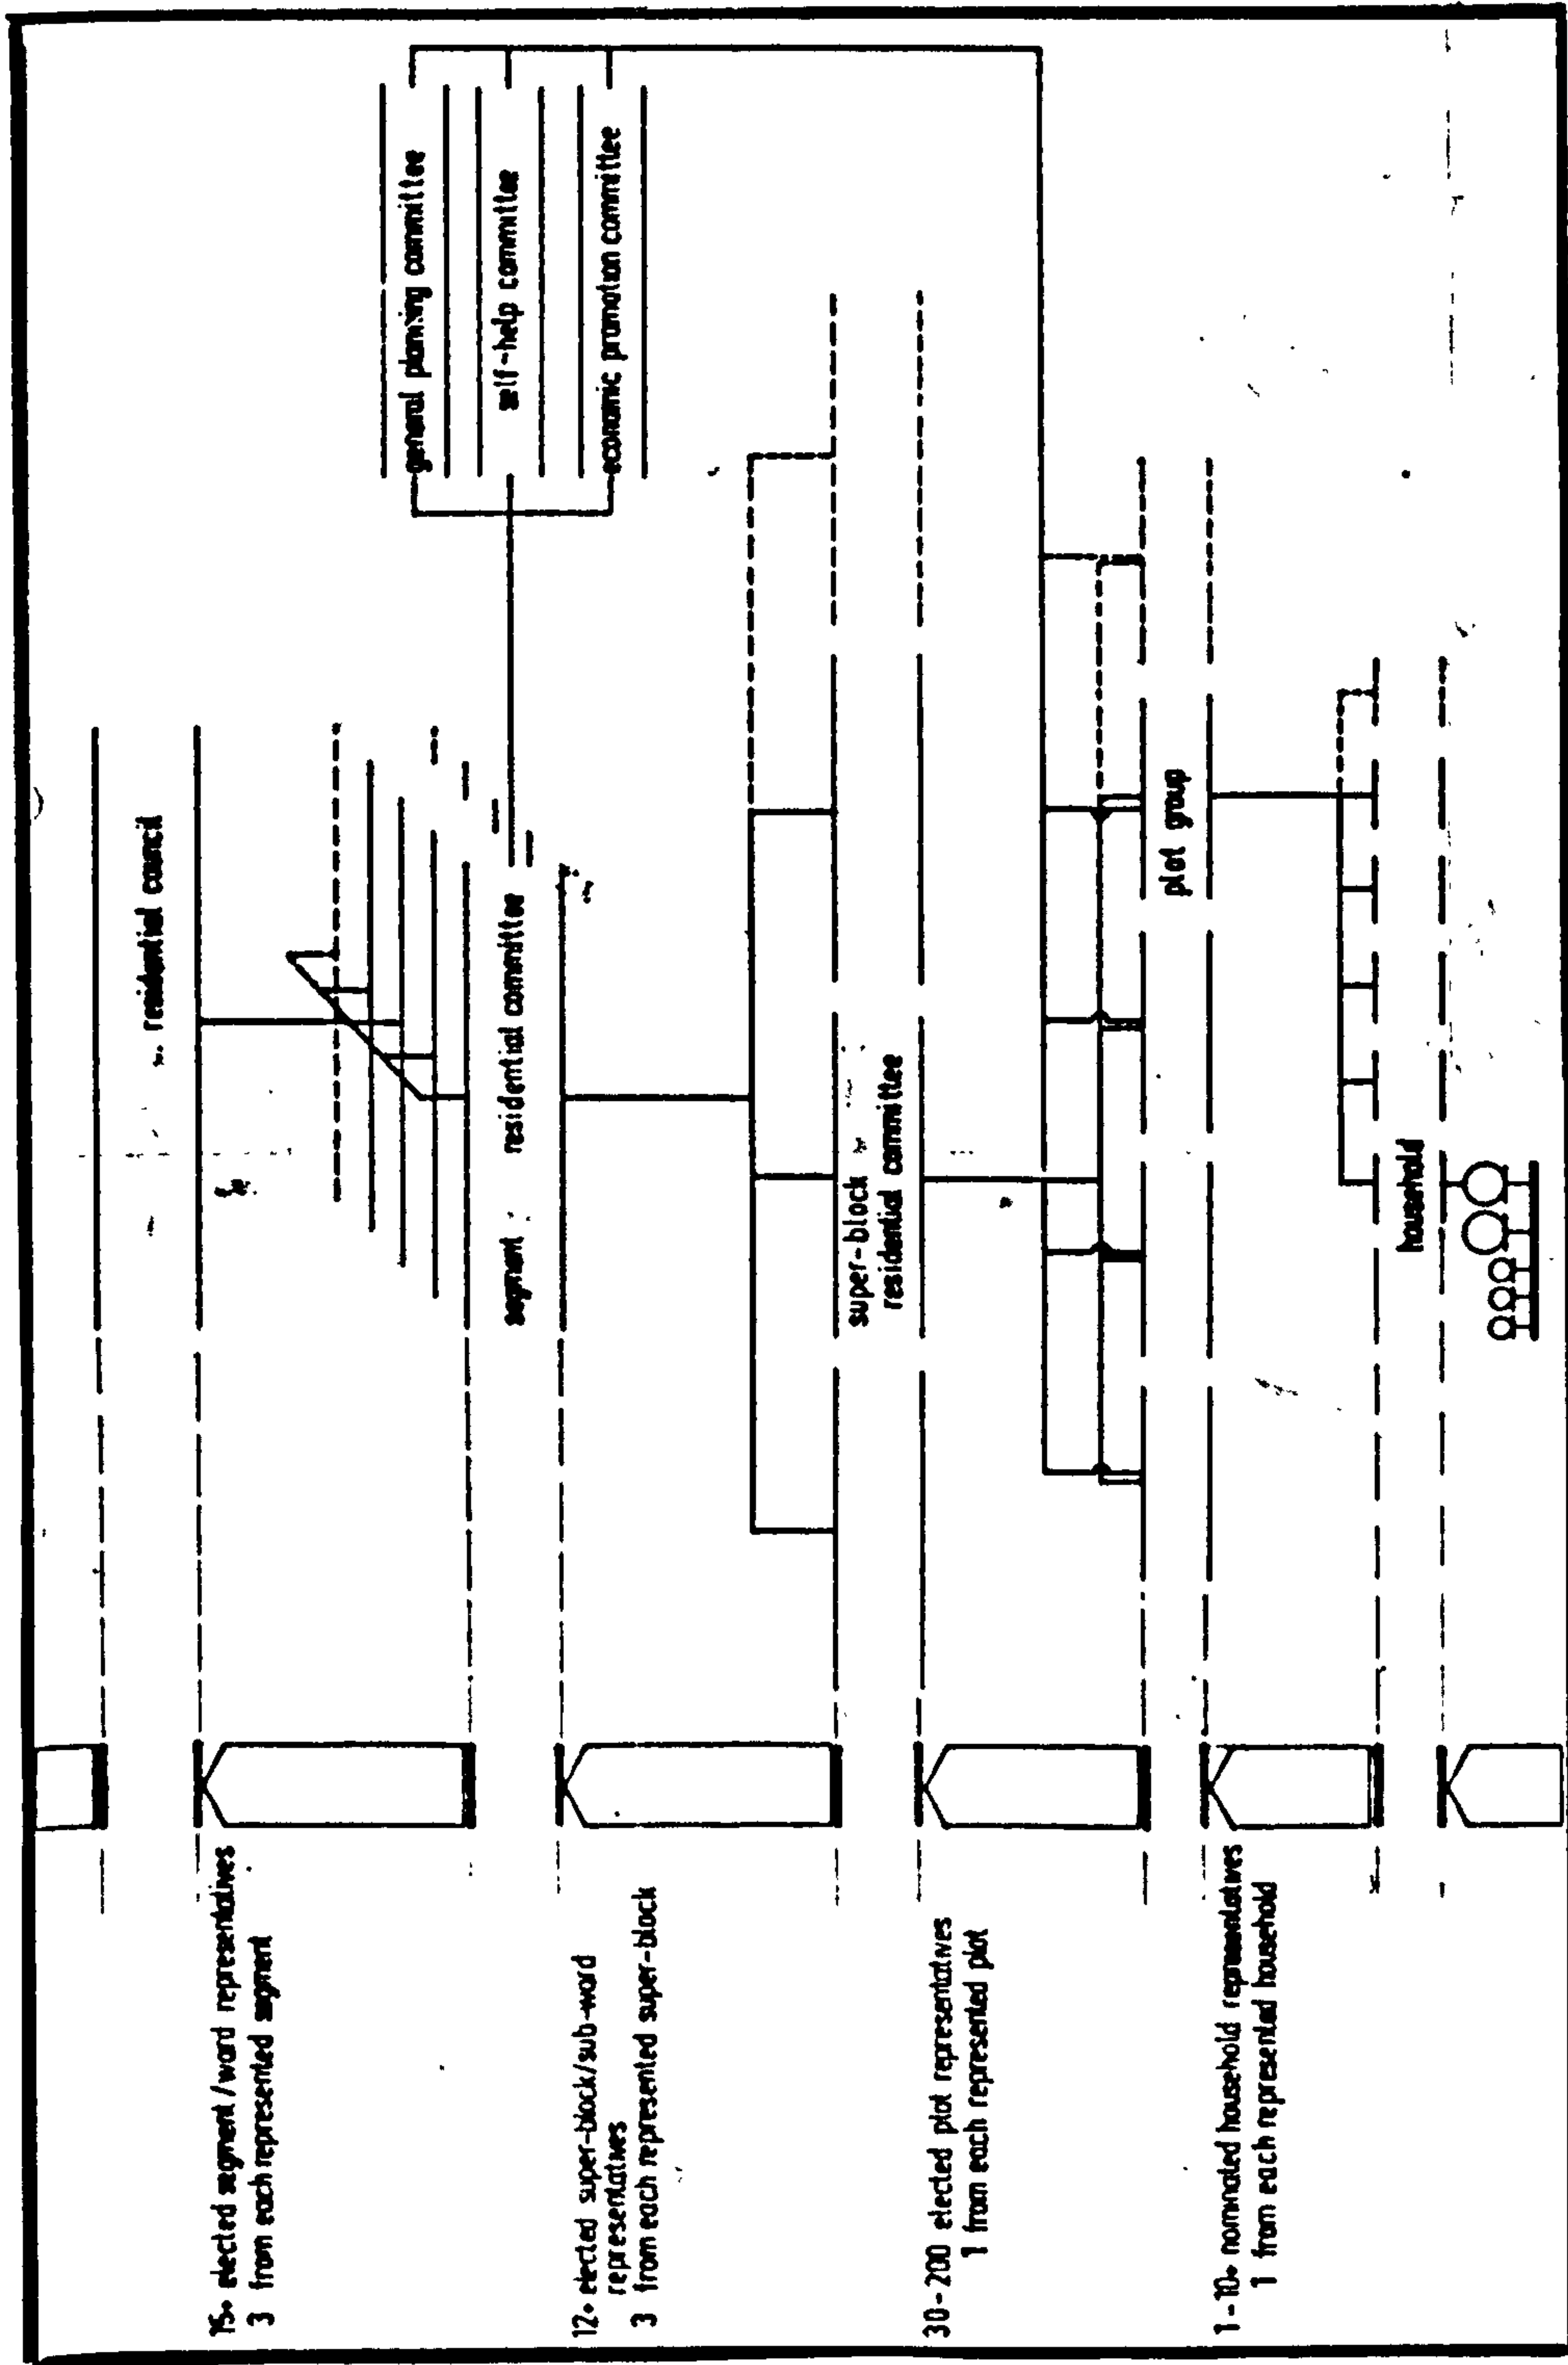 residential council
15+ elected segment/ward representatives
3 from each represented segment
general planning committee
self-help committee
economic promotion committee
segment residential committee
12+ elected super-block/sub-ward
representatives
3 from each represented super-block
super-block
residential committee
30-200 elected plot representatives
1 from each represented plot
plot group
1-10+ nominated household representatives
1 from each represented household
household